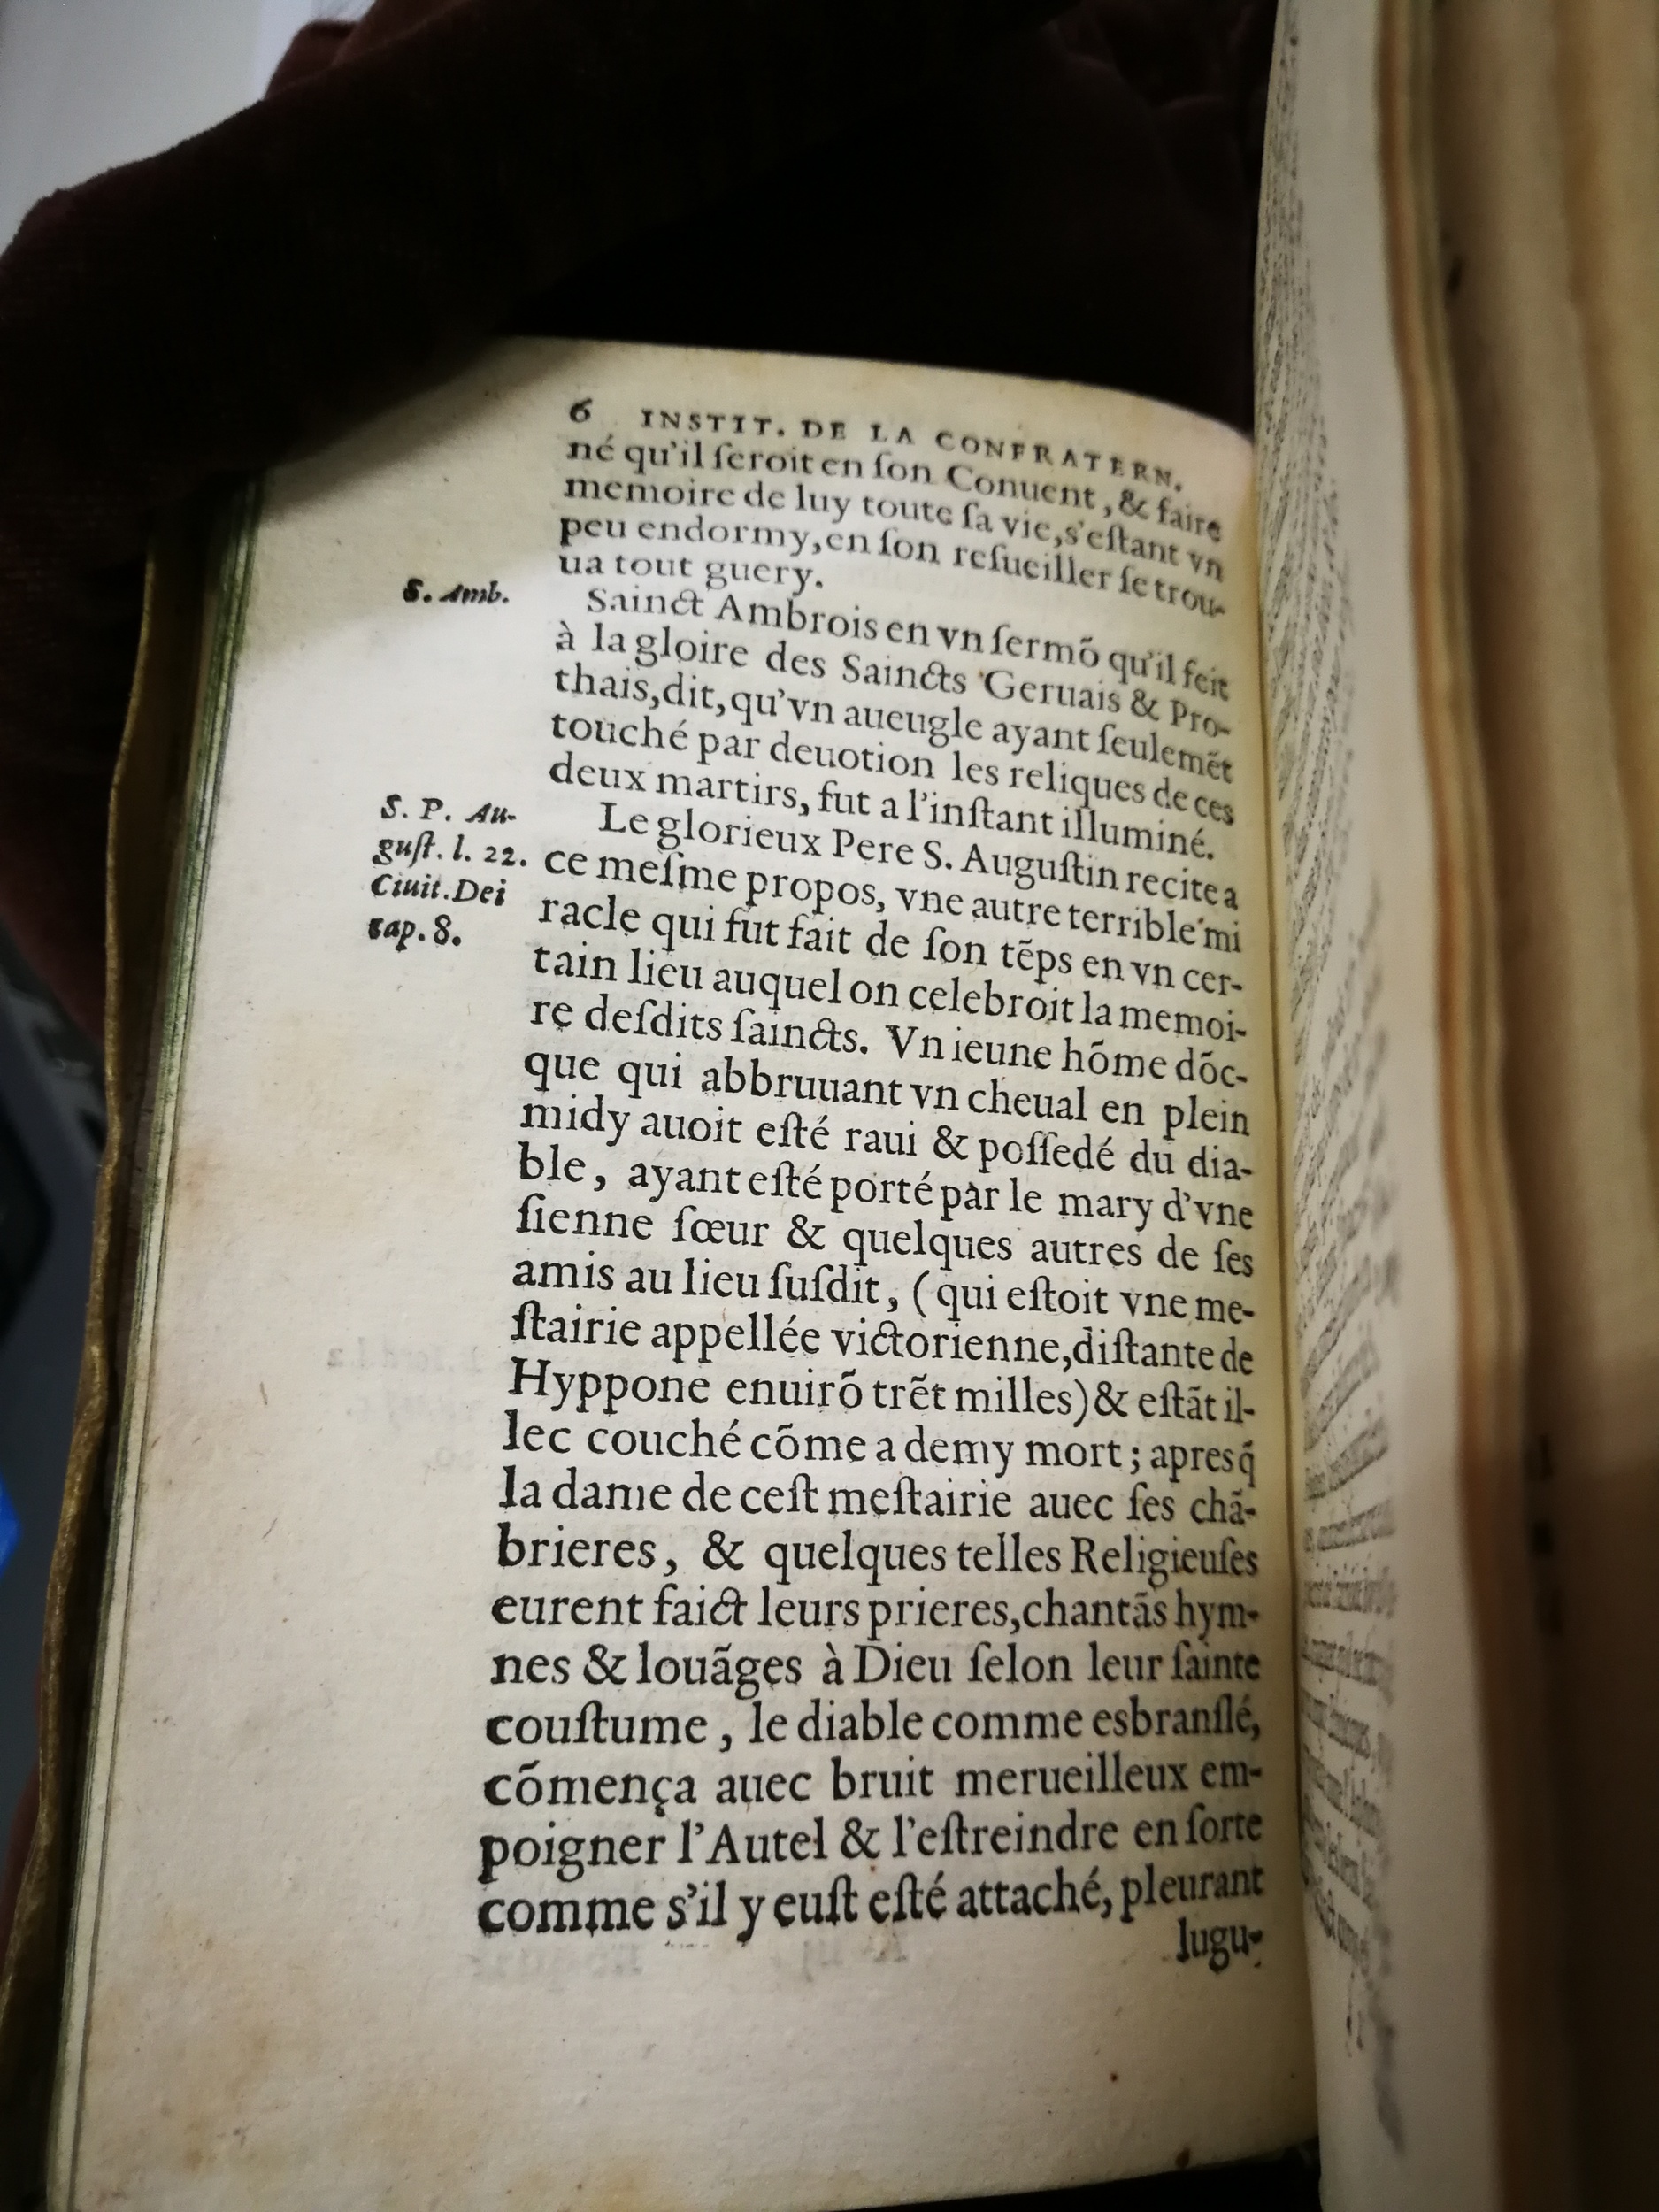 6 INSTIT. DE LA CONFRATERN.
né qu'il ſeroit en ſon Conuent, & faire
memoire de luy toute ſa vie, s'eſtant vn
peu endormy, en ſon reſueiller ſe trou-
ua tout guery.
S. Amb.
Sainct Ambrois en vn ſermõ qu'il feit
à la gloire des Saincts Geruais & Pro-
thais, dit, qu'vn aueugle ayant ſeulemẽt
touché par deuotion les reliques de ces
deux martirs, fut a l'inſtant illuminé.
S. P. Au-
guſt. l. 22.
Ciuit. Dei
cap. 8.
Le glorieux Pere S. Auguſtin recite a
ce meſme propos, vne autre terrible mi
racle qui fut fait de ſon tẽps en vn cer-
tain lieu auquel on celebroit la memoi-
re deſdits ſaincts. Vn ieune hõme dõc-
que qui abbruuant vn cheual en plein
midy auoit eſté raui & poſſedé du dia-
ble, ayant eſté porté par le mary d'vne
ſienne ſœur & quelques autres de ſes
amis au lieu ſuſdit, (qui eſtoit vne me-
ſtairie appellée victorienne, diſtante de
Hyppone enuirõ trẽt milles) & eſtãt il-
lec couché cõme a demy mort; apres q̃
la dame de ceſt meſtairie auec ſes chã-
brieres, & quelques telles Religieuſes
eurent faict leurs prieres, chantãs hym-
nes & louãges à Dieu ſelon leur ſainte
couſtume, le diable comme esbranſlé,
cõmença auec bruit merueilleux em-
poigner l'Autel & l'eſtreindre en ſorte
comme s'il y euſt eſté attaché, pleurant
lugu-